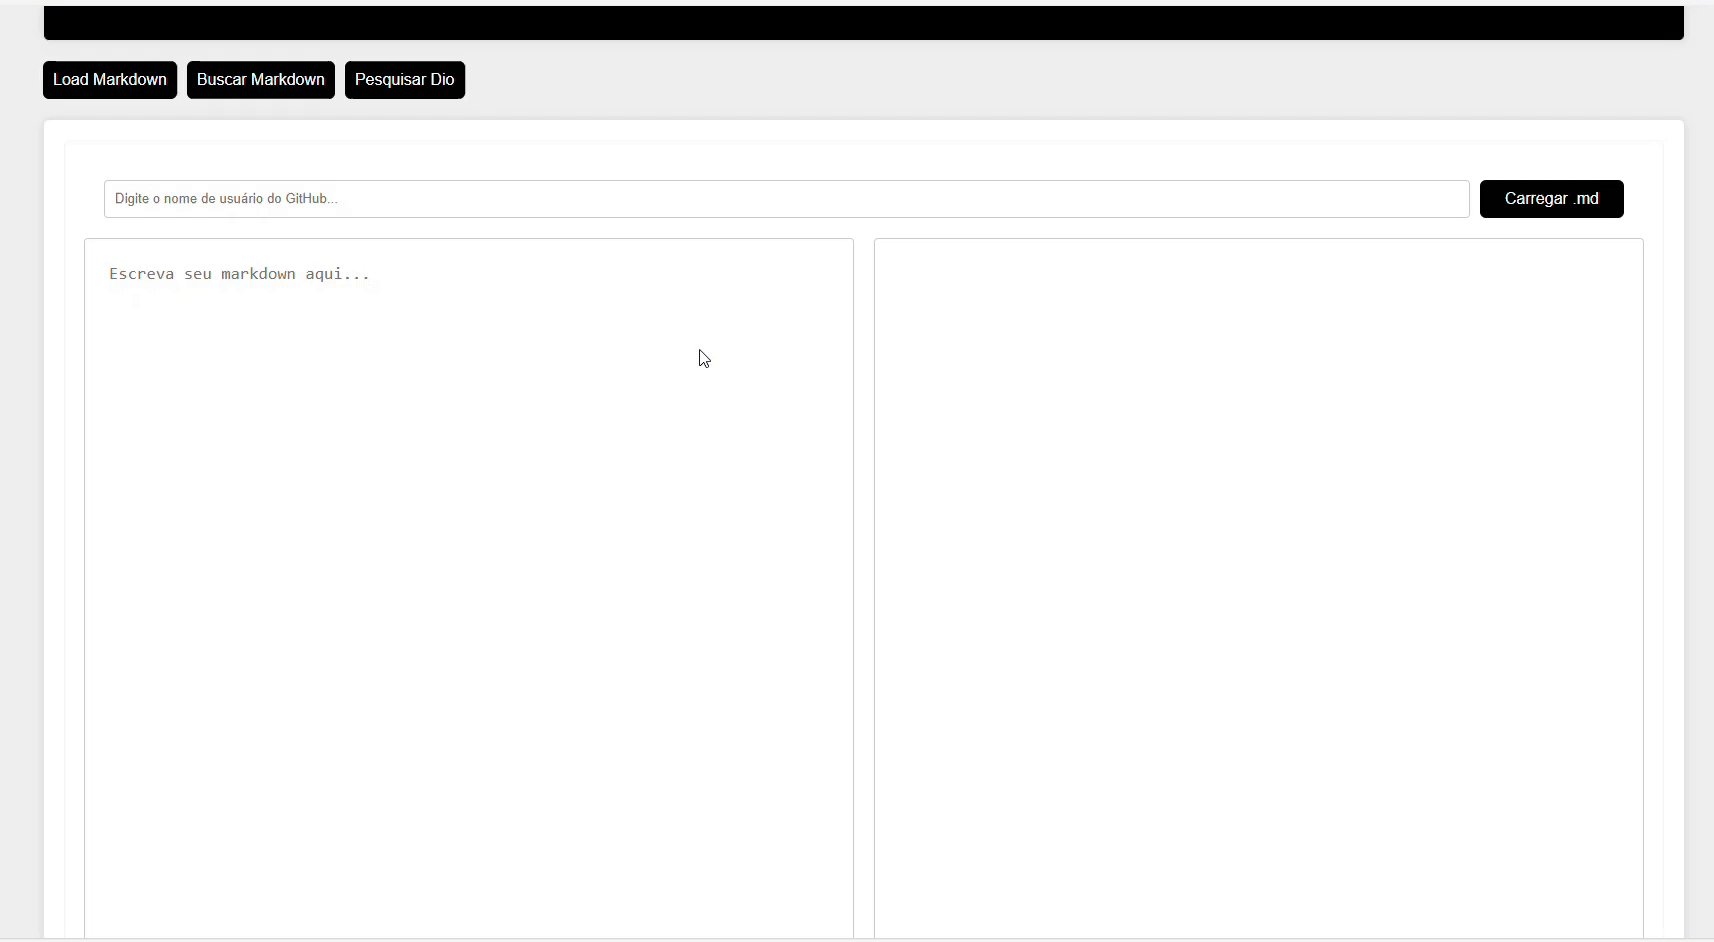 Load Markdown Buscar Markdown Pesquisar Dio
Digite o nome de usuário do GitHub... Carregar .md
Escreva seu markdown aqui...